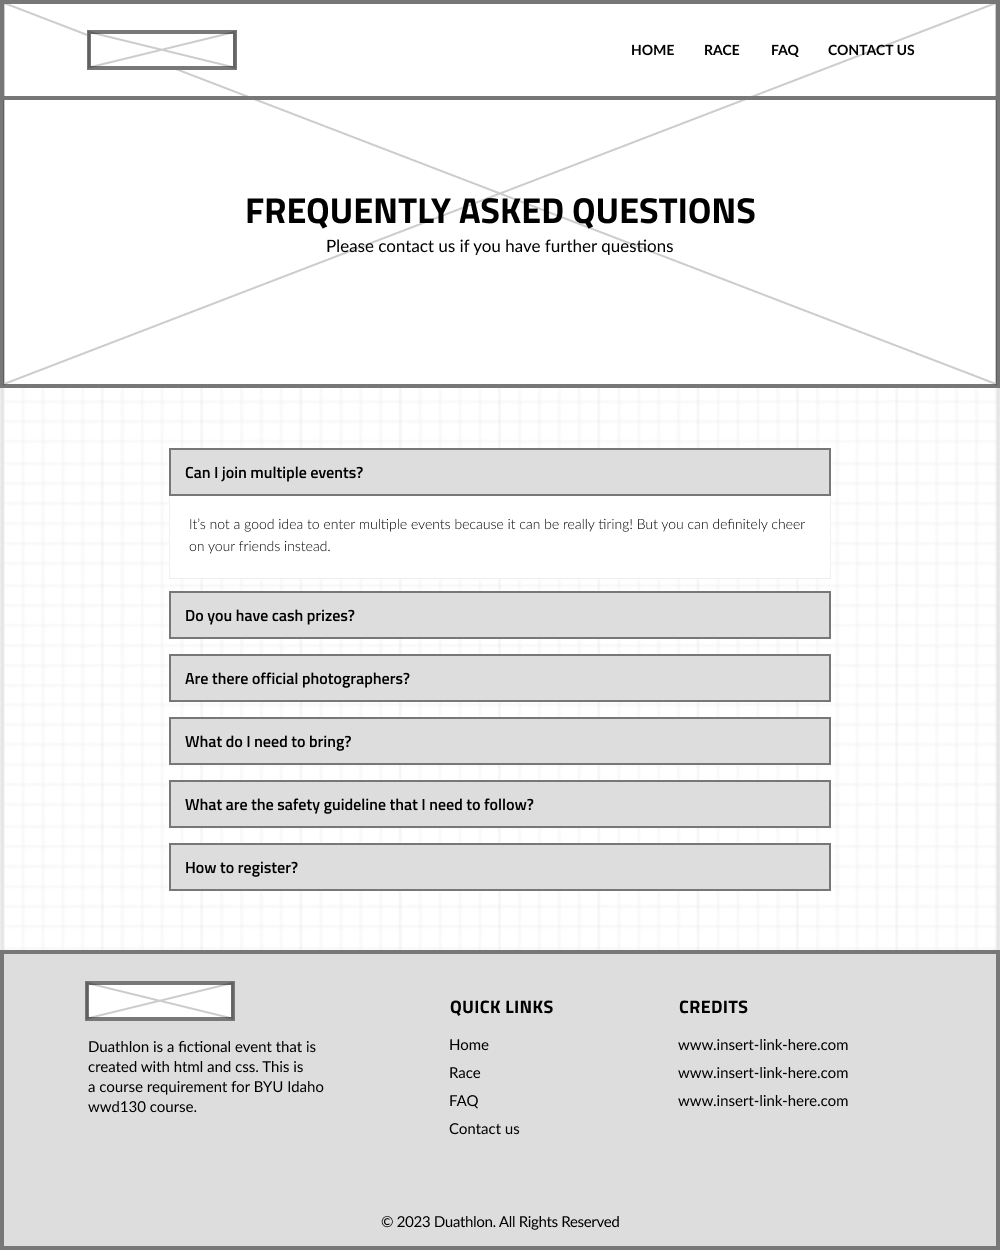 HOME RACE FAQ CONTACT US
FREQUENTLY ASKED QUESTIONS
Please contact us if you have further questions
Can I join multiple events?
It's not a good idea to enter multiple events because it can be really tiring! But you can definitely cheer
on your friends instead.
Do you have cash prizes?
Are there official photographers?
What do I need to bring?
What are the safety guideline that I need to follow?
How to register?
Duathlon is a fictional event that is
created with html and css. This is
a course requirement for BYU Idaho
wwd130 course.
QUICK LINKS
Home
Race
FAQ
Contact us
CREDITS
www.insert-link-here.com
www.insert-link-here.com
www.insert-link-here.com
© 2023 Duathlon. All Rights Reserved